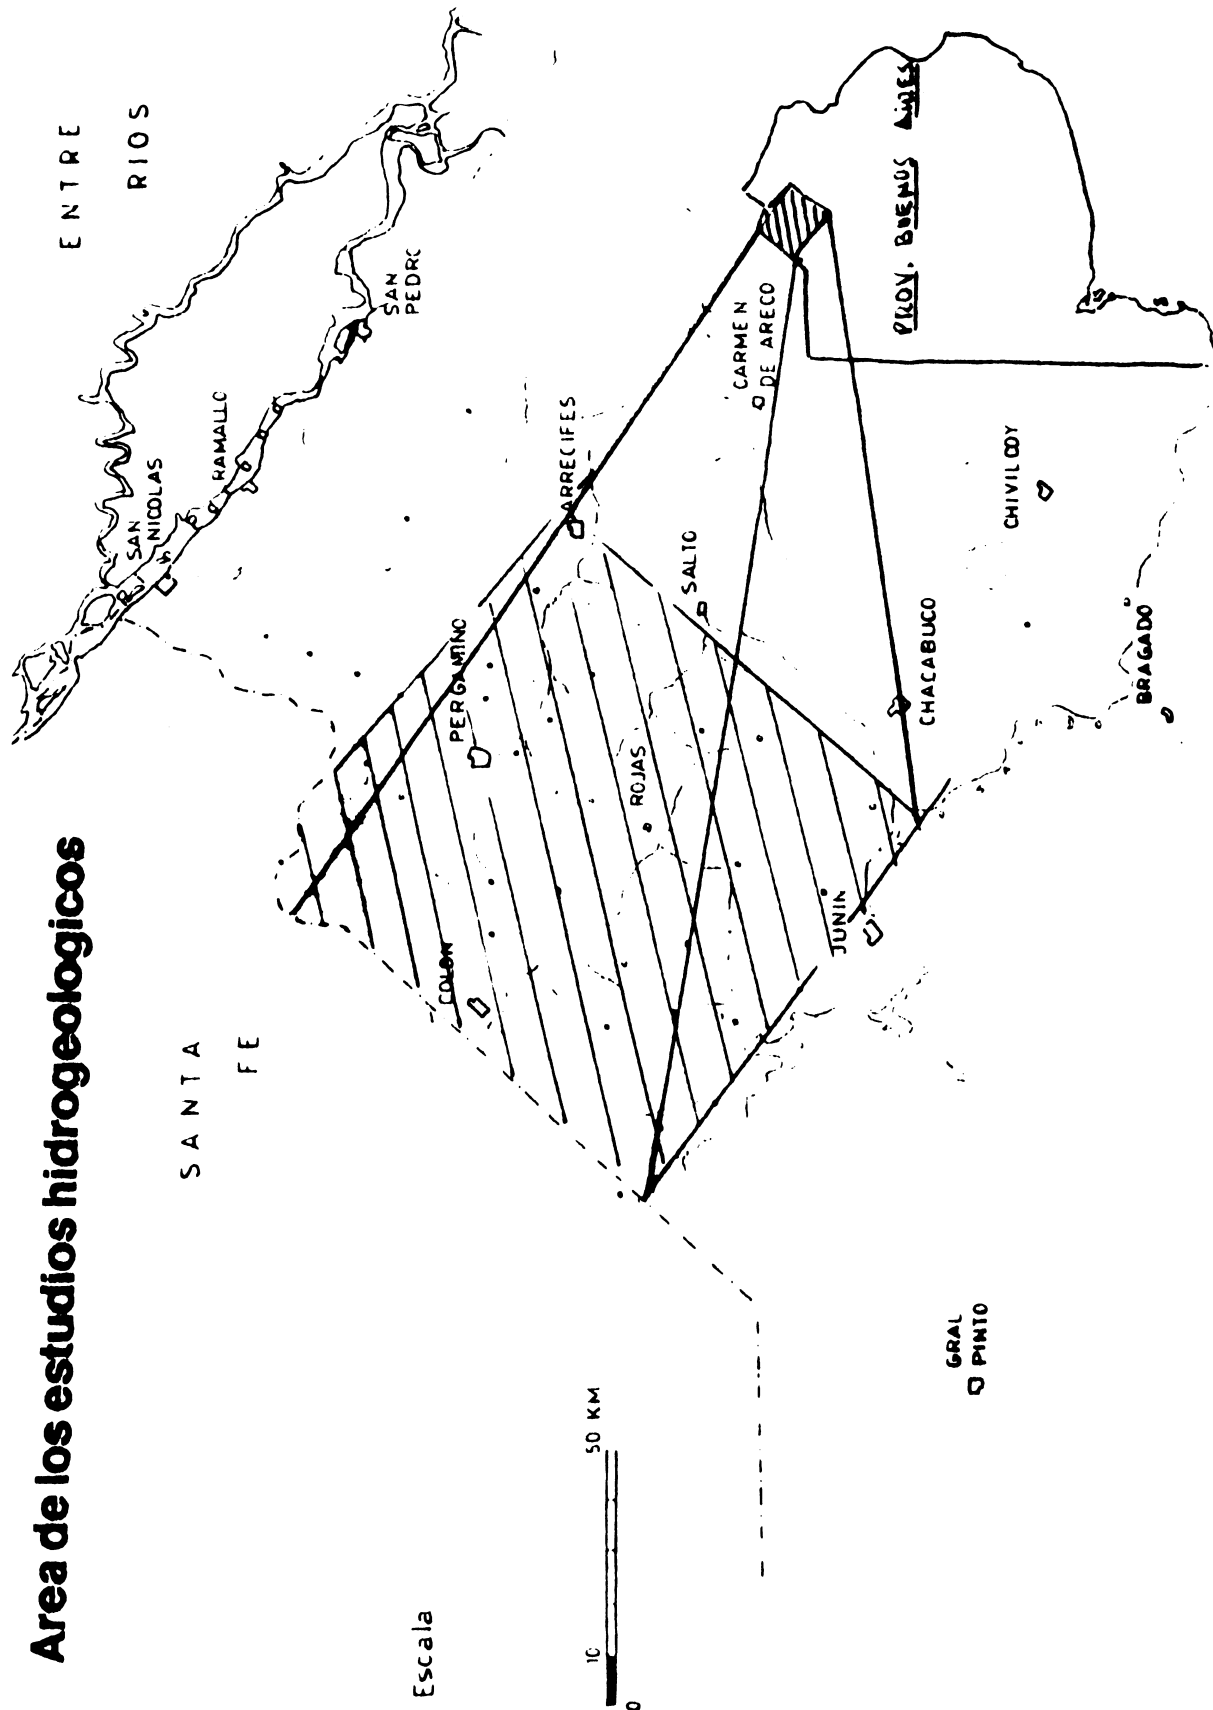 Area de los estudios hidrogeologicos
ENTRE
RIOS
SANTA
FE
SAN
NICOLAS
RAMALLO
SAN
PEDRO
COLON
PERGAMINO
ARRECIFES
ROJAS
SALTO
CARMEN
DE ARECO
JUNIN
CHACABUCO
CHIVILCOY
BRAGADO
GRAL
PINTO
PROV. BUENOS AIRES
Escala
0
10
50 KM